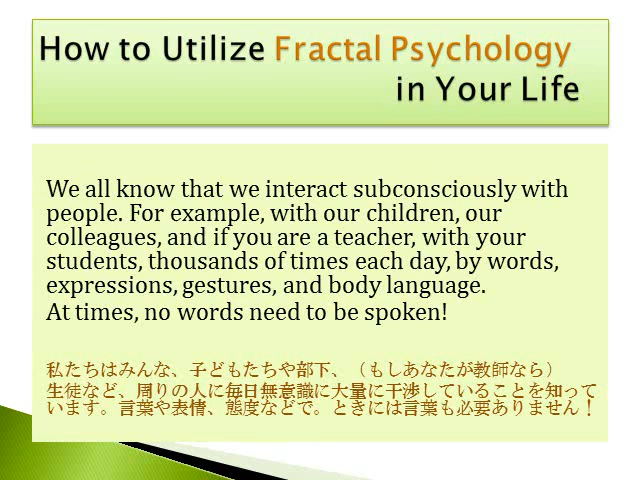 How to Utilize Fractal Psychology
in Your Life
We all know that we interact subconsciously with
people. For example, with our children, our
colleagues, and if you are a teacher, with your
students, thousands of times each day, by words,
expressions, gestures, and body language.
At times, no words need to be spoken!
私たちはみんな、子どもたちや部下、（もしあなたが教師なら）
生徒など、周りの人に毎日無意識に大量に干渉していることを知って
います。言葉や表情、態度などで。ときには言葉も必要ありません！